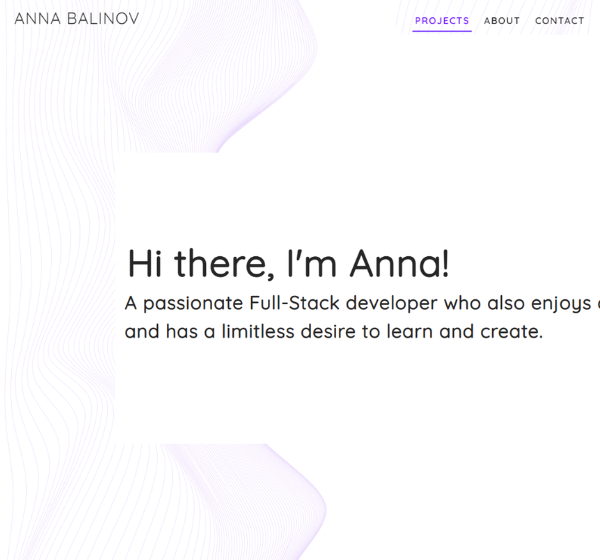 ANNA BALINOV
PROJECTS ABOUT CONTACT
Hi there, I'm Anna!
A passionate Full-Stack developer who also enjoys
and has a limitless desire to learn and create.